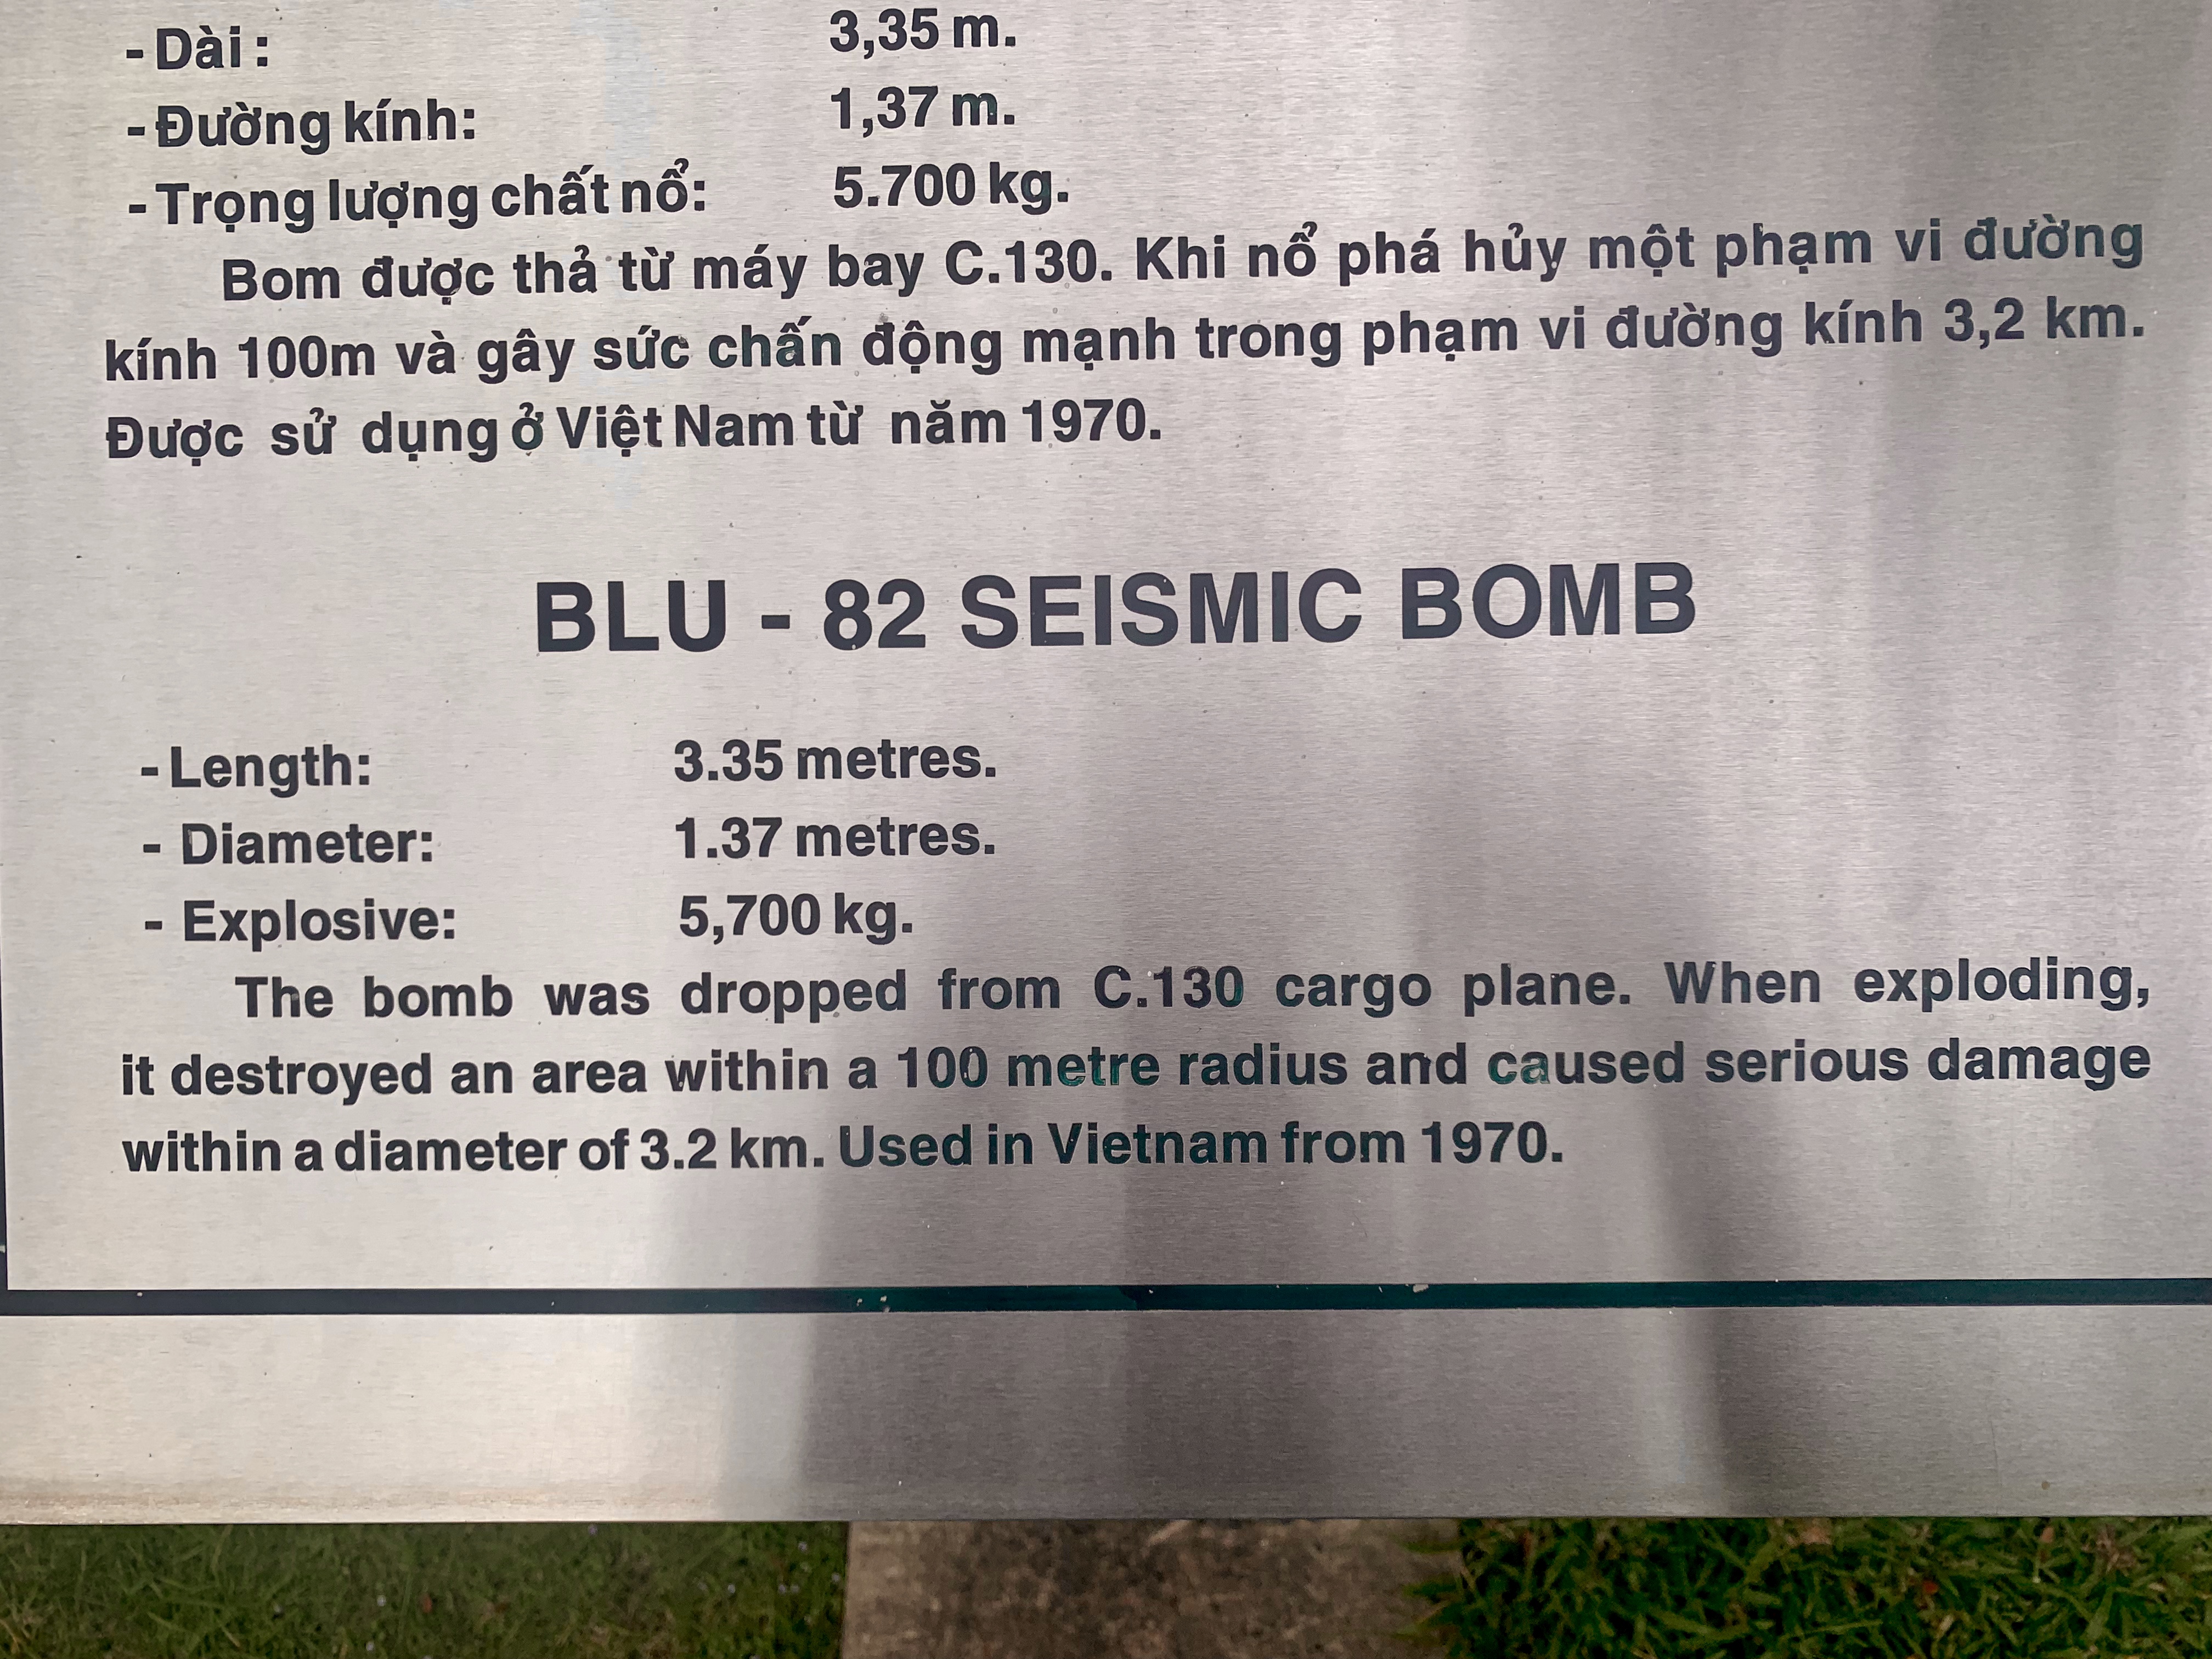 - Dài : 3,35 m.
- Đường kính: 1,37 m.
- Trọng lượng chất nổ: 5.700 kg.
Bom được thả từ máy bay C.130. Khi nổ phá hủy một phạm vi đường
kính 100m và gây sức chấn động mạnh trong phạm vi đường kính 3,2 km.
Được sử dụng ở Việt Nam từ năm 1970.
BLU - 82 SEISMIC BOMB
- Length: 3.35 metres.
- Diameter: 1.37 metres.
- Explosive: 5,700 kg.
The bomb was dropped from C.130 cargo plane. When exploding,
it destroyed an area within a 100 metre radius and caused serious damage
within a diameter of 3.2 km. Used in Vietnam from 1970.